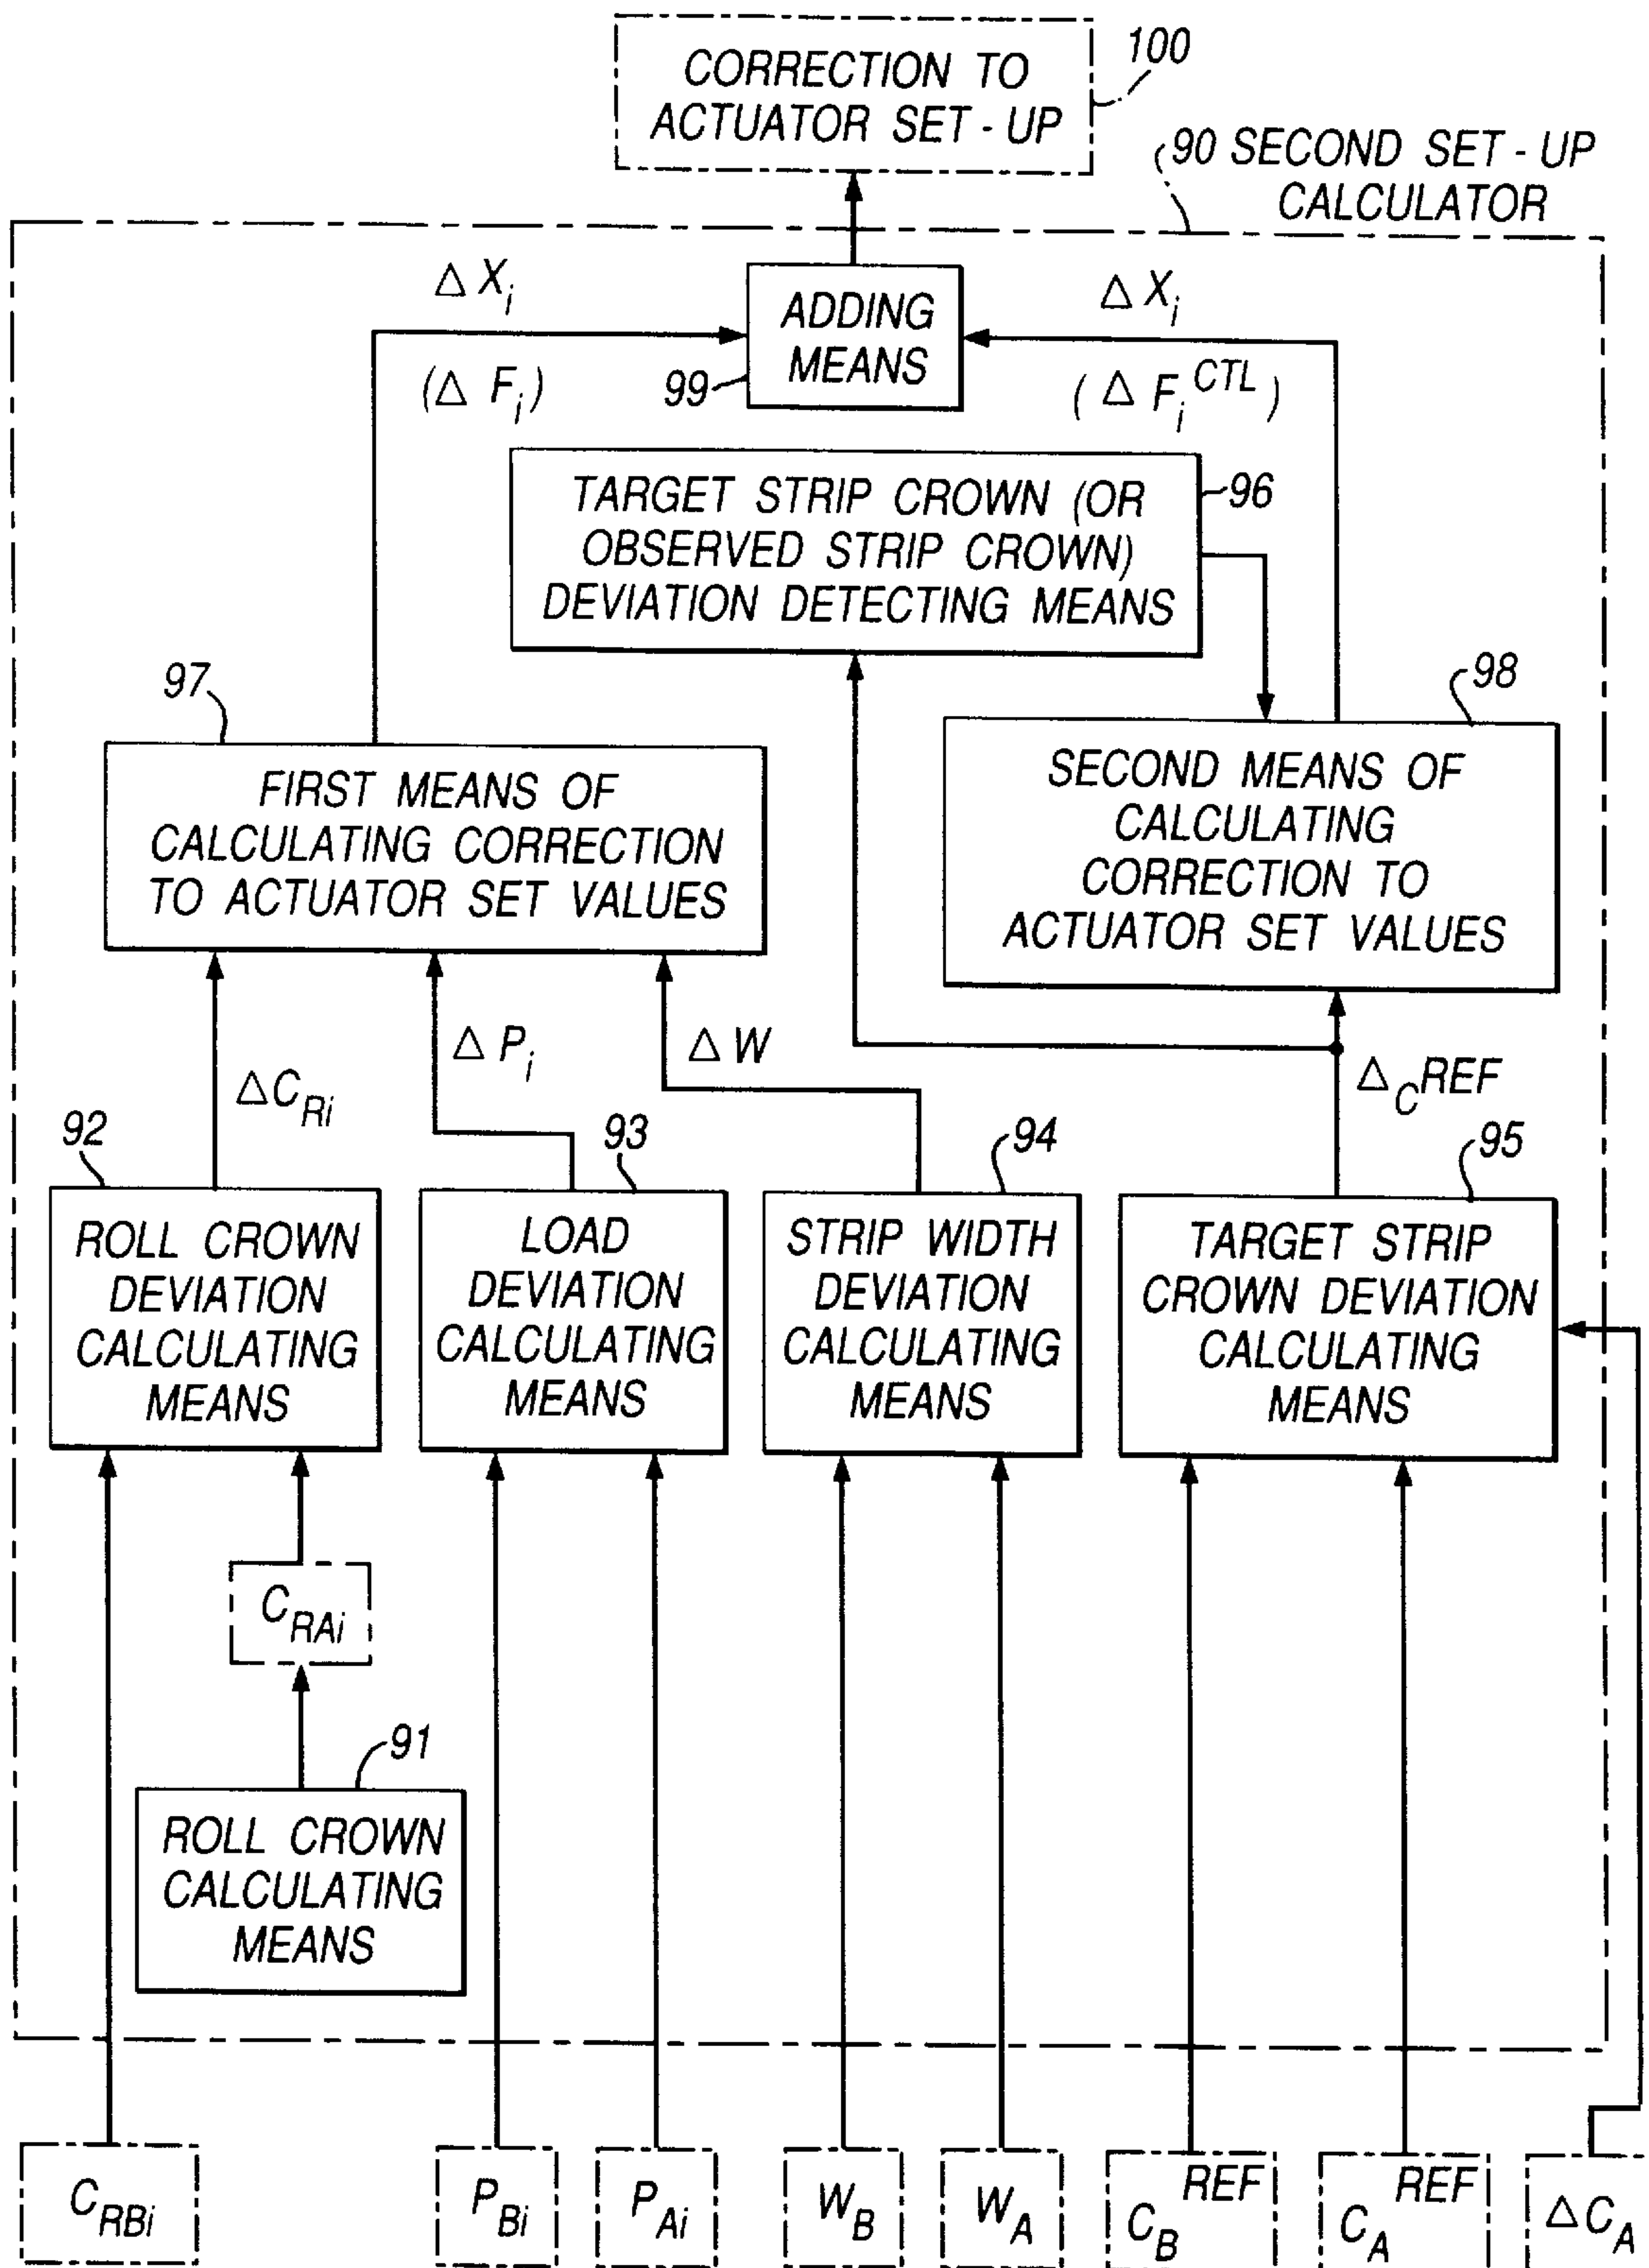 CORRECTION TO
ACTUATOR SET-UP
100
90 SECOND SET-UP
CALCULATOR
ΔX_i
(ΔF_i)
ADDING
MEANS
99
ΔX_i
(ΔF_i^CTL)
TARGET STRIP CROWN (OR
OBSERVED STRIP CROWN)
DEVIATION DETECTING MEANS
96
97
FIRST MEANS OF
CALCULATING CORRECTION
TO ACTUATOR SET VALUES
98
SECOND MEANS OF
CALCULATING
CORRECTION TO
ACTUATOR SET VALUES
ΔC_Ri
ΔP_i
ΔW
Δ_C REF
92
ROLL CROWN
DEVIATION
CALCULATING
MEANS
93
LOAD
DEVIATION
CALCULATING
MEANS
94
STRIP WIDTH
DEVIATION
CALCULATING
MEANS
95
TARGET STRIP
CROWN DEVIATION
CALCULATING
MEANS
C_RAi
91
ROLL CROWN
CALCULATING
MEANS
C_RBi
P_Bi
P_Ai
W_B
W_A
C_B^REF
C_A^REF
ΔC_A